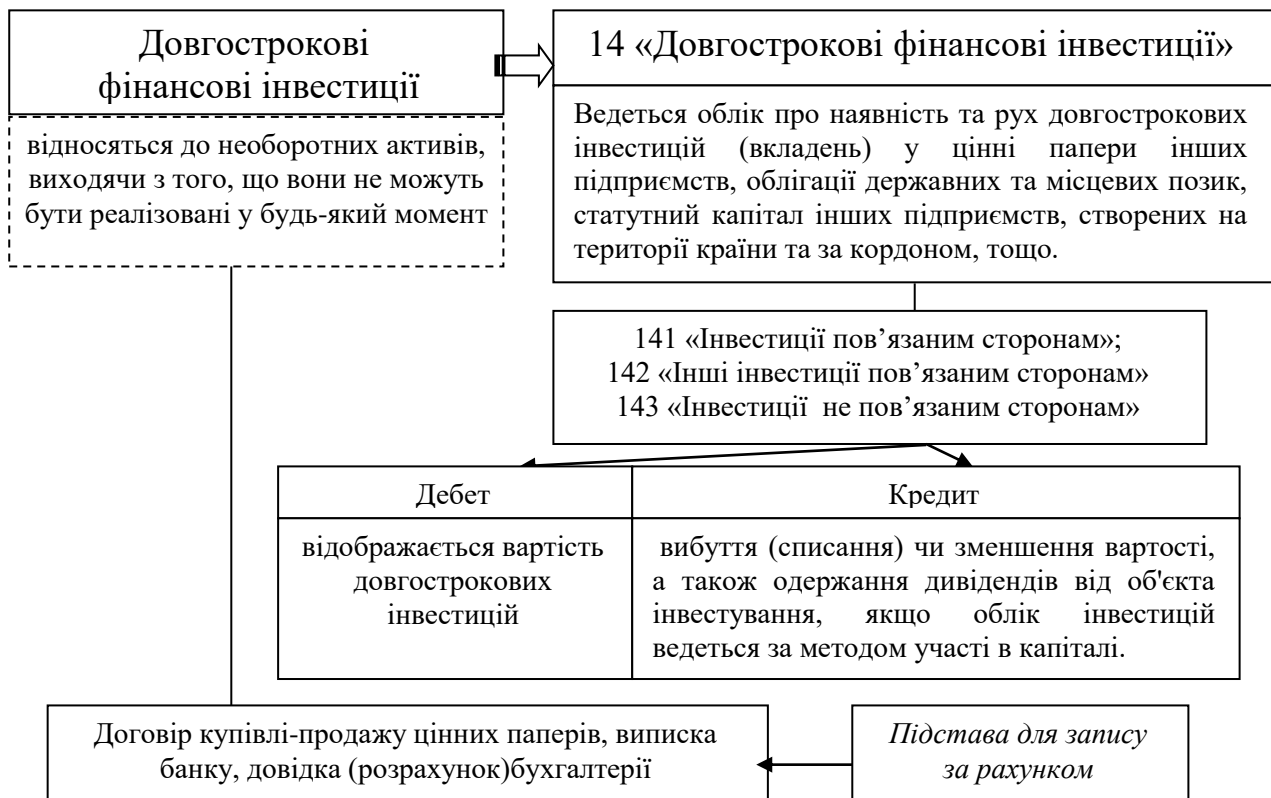 Довгострокові
фінансові інвестиції
14 «Довгострокові фінансові інвестиції»
відносяться до необоротних активів,
виходячи з того, що вони не можуть
бути реалізовані у будь-який момент
Ведеться облік про наявність та рух довгострокових
інвестицій (вкладень) у цінні папери інших
підприємств, облігації державних та місцевих позик,
статутний капітал інших підприємств, створених на
території країни та за кордоном, тощо.
141 «Інвестиції пов’язаним сторонам»;
142 «Інші інвестиції пов’язаним сторонам»
143 «Інвестиції не пов’язаним сторонам»
Дебет
Кредит
відображається вартість
довгострокових
інвестицій
вибуття (списання) чи зменшення вартості,
а також одержання дивідендів від об'єкта
інвестування, якщо облік інвестицій
ведеться за методом участі в капіталі.
Договір купівлі-продажу цінних паперів, виписка
банку, довідка (розрахунок)бухгалтерії
Підстава для запису
за рахунком